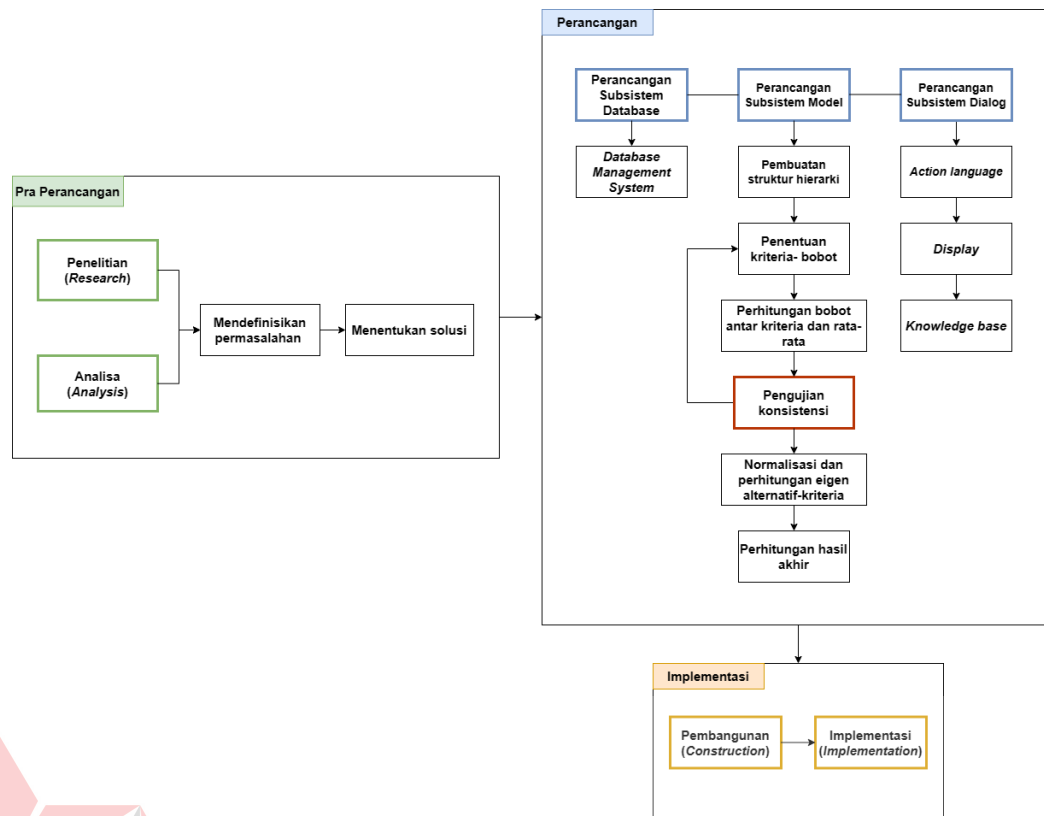 Pra Perancangan
Penelitian
(Research)
Analisa
(Analysis)
Mendefinisikan
permasalahan
Menentukan solusi
Perancangan
Perancangan
Subsistem
Database
Perancangan
Subsistem Model
Perancangan
Subsistem Dialog
Database
Management
System
Pembuatan
struktur hierarki
Penentuan
kriteria- bobot
Perhitungan bobot
antar kriteria dan rata-
rata
Pengujian
konsistensi
Normalisasi dan
perhitungan eigen
alternatif-kriteria
Perhitungan hasil
akhir
Action language
Display
Knowledge base
Implementasi
Pembangunan
(Construction)
Implementasi
(Implementation)